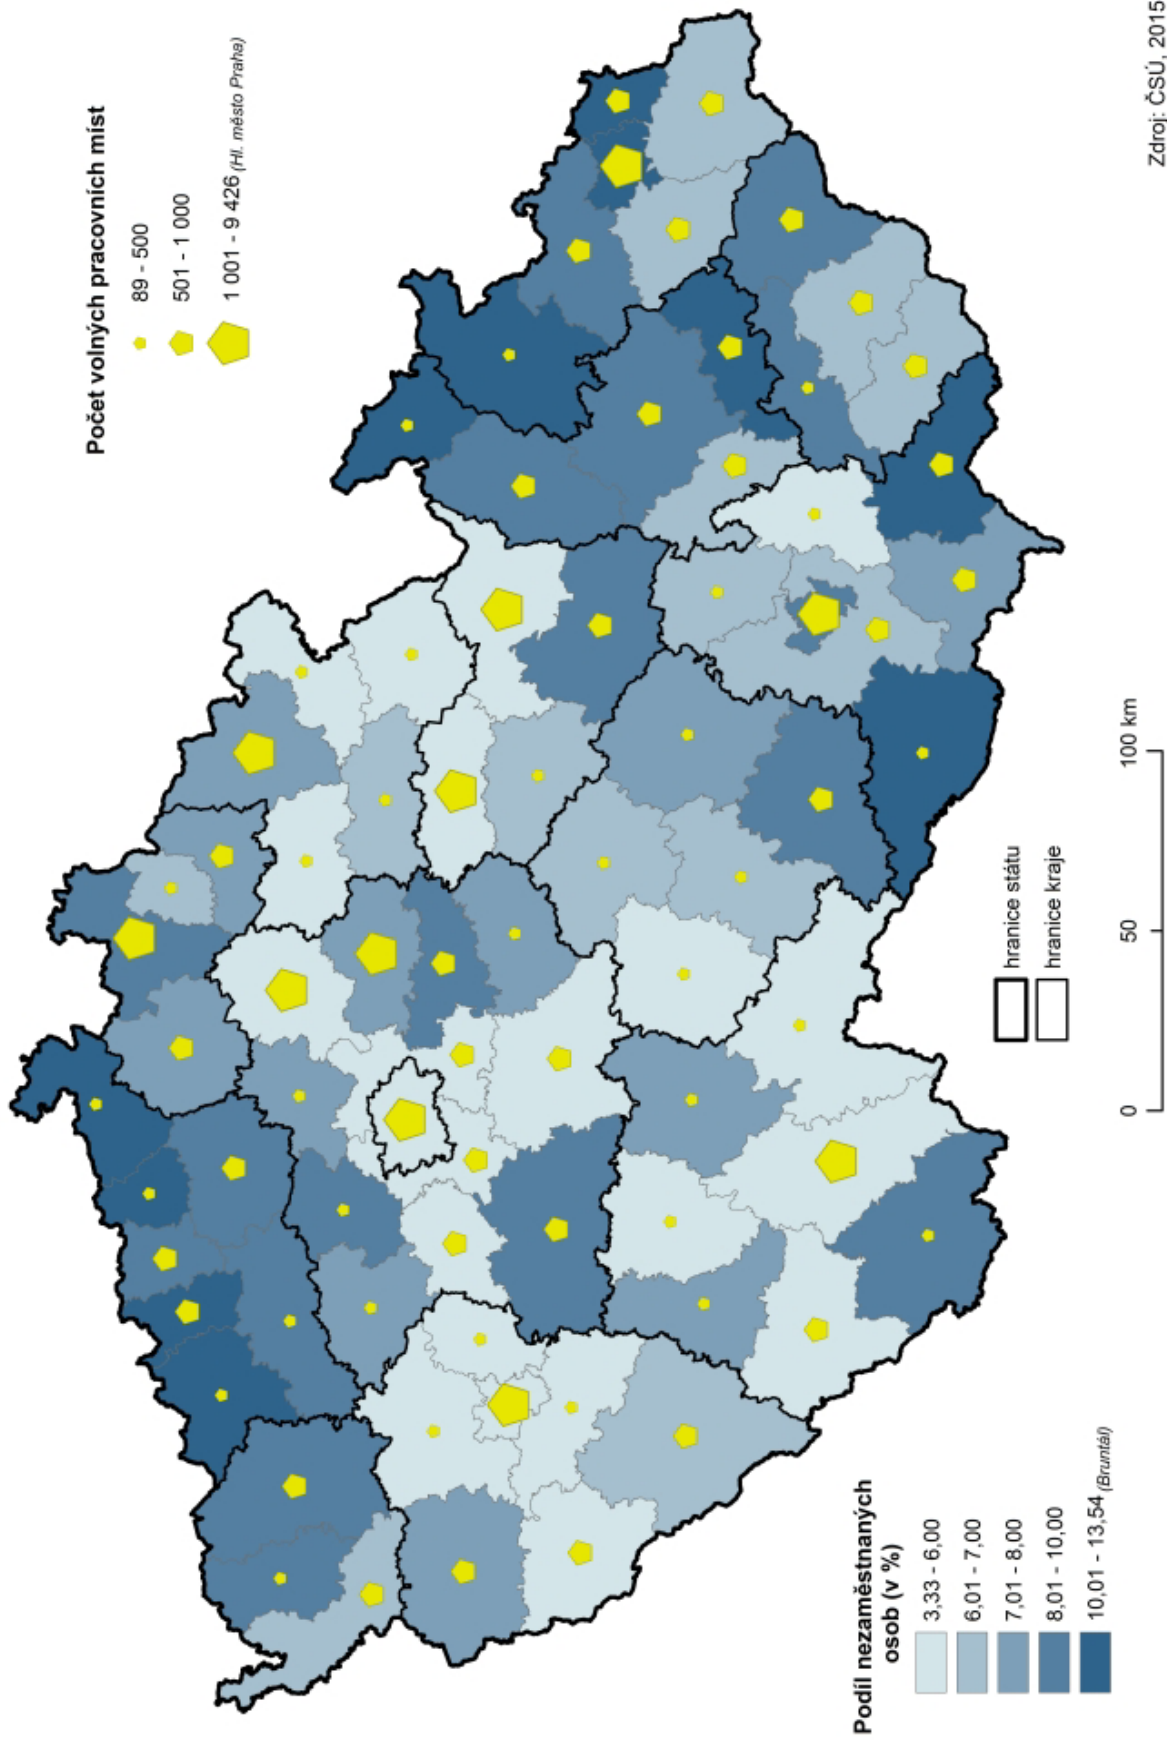 Počet volných pracovních míst
89 - 500
501 - 1 000
1 001 - 9 426 (Hl. město Praha)
Podíl nezaměstnaných
osob (v %)
3,33 - 6,00
6,01 - 7,00
7,01 - 8,00
8,01 - 10,00
10,01 - 13,54 (Bruntál)
hranice státu
hranice kraje
0 50 100 km
Zdroj: ČSÚ, 2015